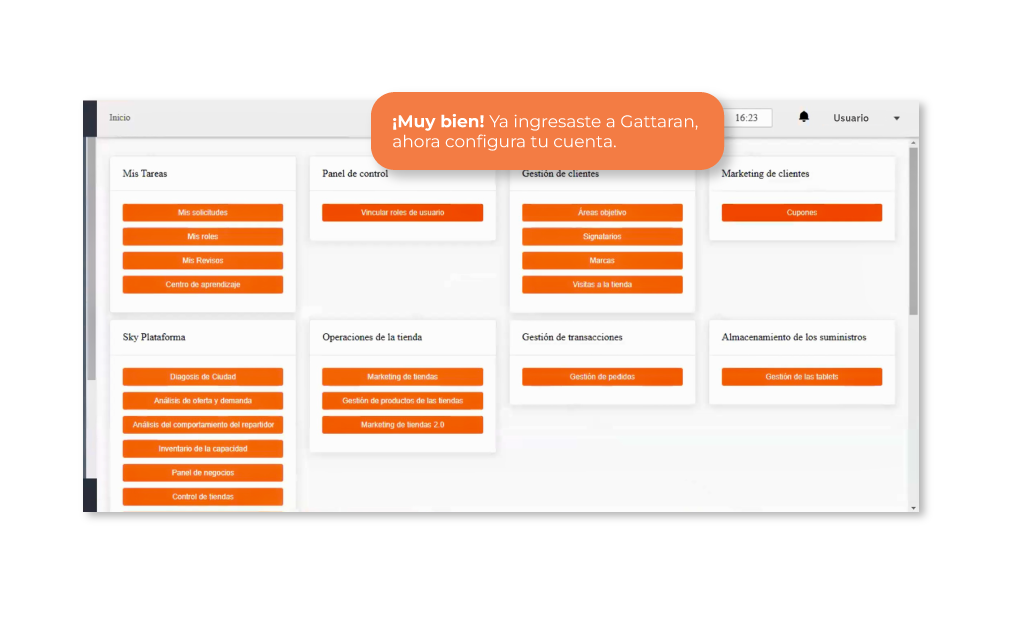 Inicio
¡Muy bien! Ya ingresaste a Gattaran,
ahora configura tu cuenta.
16:23
Usuario
Mis Tareas
Mis solicitudes
Mis roles
Mis Revisos
Centro de aprendizaje
Panel de control
Vincular roles de usuario
Gestión de clientes
Áreas objetivo
Signatarios
Marcas
Visitas a la tienda
Marketing de clientes
Cupones
Sky Plataforma
Diagosis de Ciudad
Análisis de oferta y demanda
Análisis del comportamiento del repartidor
Inventario de la capacidad
Panel de negocios
Control de tiendas
Operaciones de la tienda
Marketing de tiendas
Gestión de productos de las tiendas
Marketing de tiendas 2.0
Gestión de transacciones
Gestión de pedidos
Almacenamiento de los suministros
Gestión de las tablets